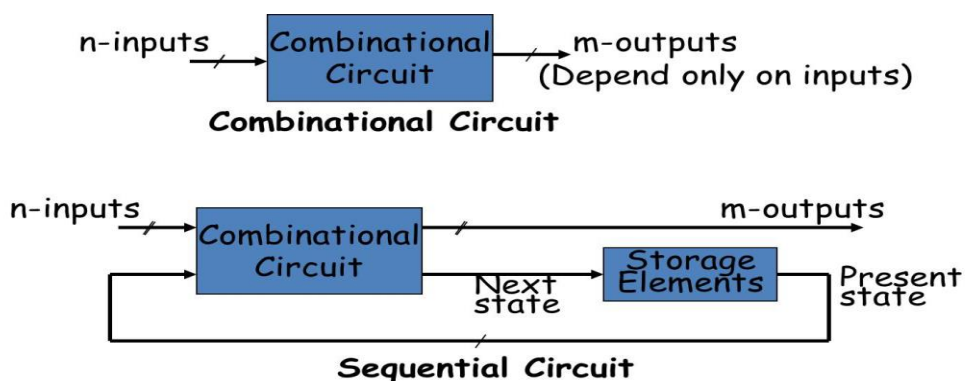 n-inputs
Combinational
Circuit
m-outputs
(Depend only on inputs)
Combinational Circuit
n-inputs
m-outputs
Combinational
Circuit
Next
state
Storage
Elements
Present
state
Sequential Circuit